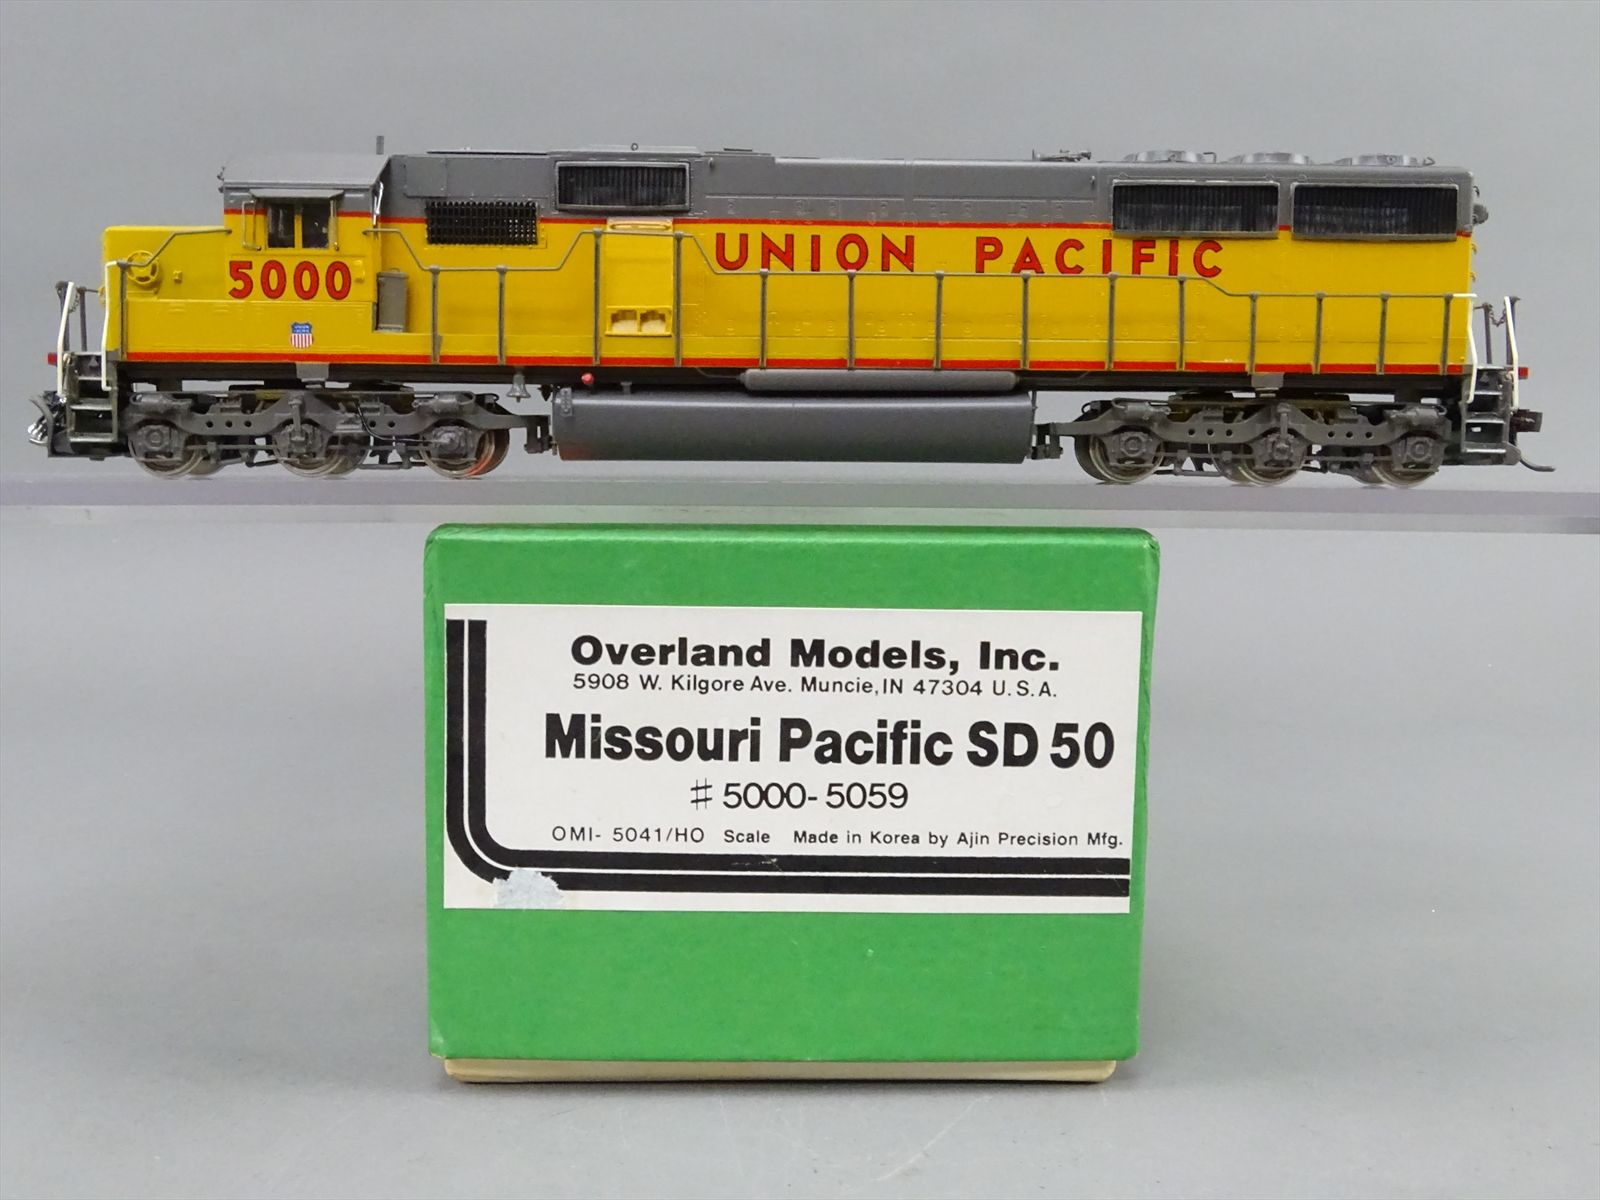 5000
UNION PACIFIC
UNION
Overland Models, Inc.
5908 W. Kilgore Ave. Muncie, IN 47304 U.S.A.
Missouri Pacific SD 50
# 5000-5059
OMI- 5041/HO Scale Made in Korea by Ajin Precision Mfg.